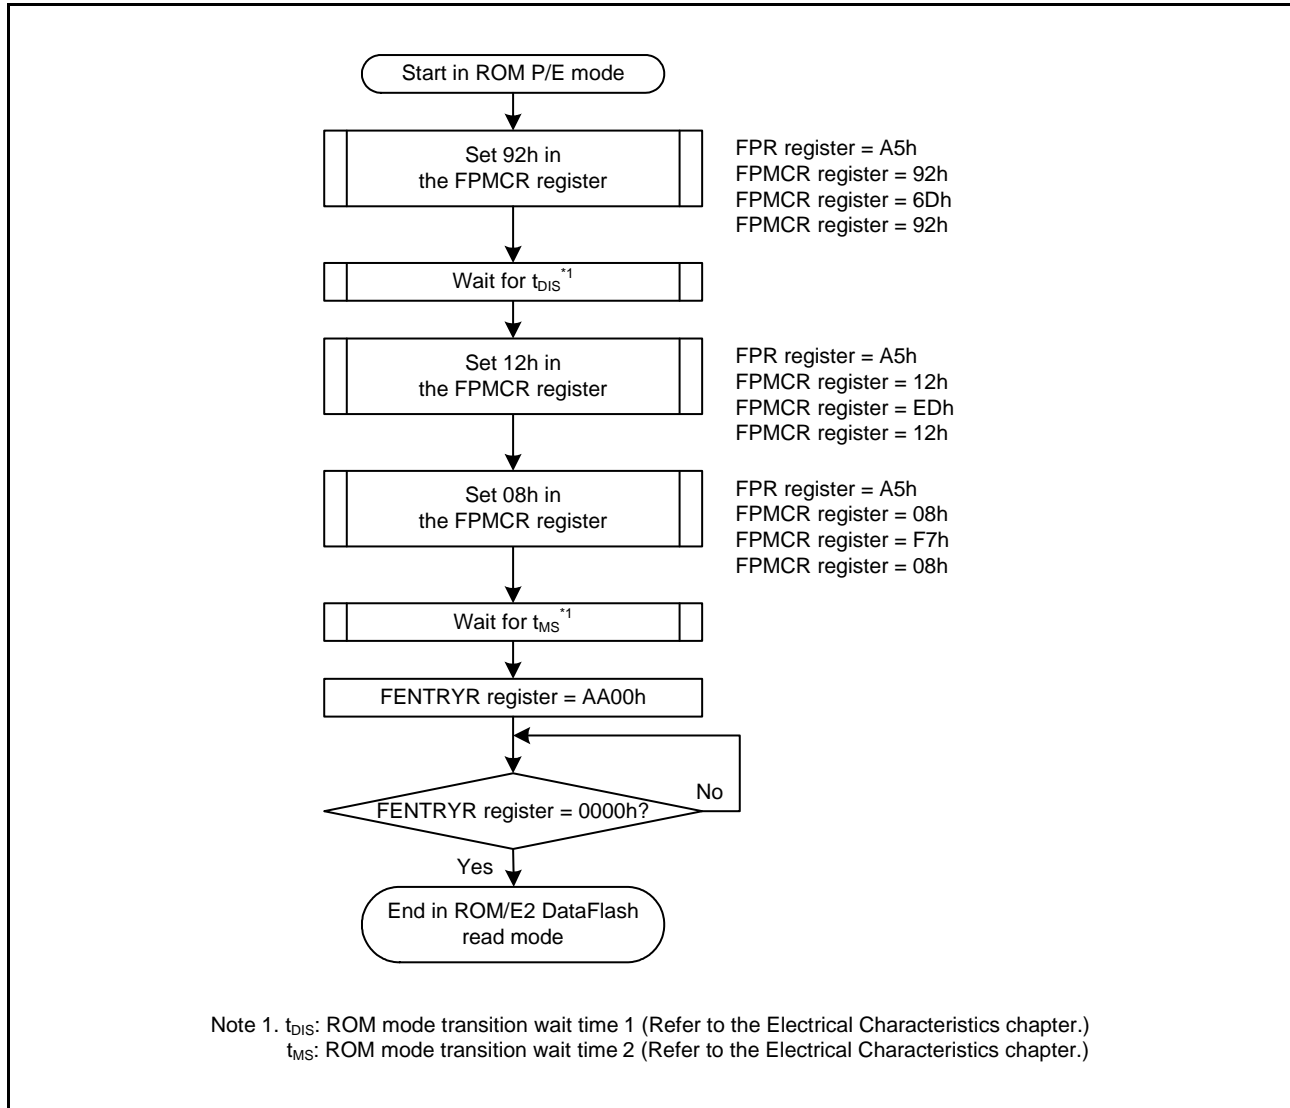 Start in ROM P/E mode
Set 92h in
the FPMCR register
FPR register = A5h
FPMCR register = 92h
FPMCR register = 6Dh
FPMCR register = 92h
Wait for tDIS*1
Set 12h in
the FPMCR register
FPR register = A5h
FPMCR register = 12h
FPMCR register = EDh
FPMCR register = 12h
Set 08h in
the FPMCR register
FPR register = A5h
FPMCR register = 08h
FPMCR register = F7h
FPMCR register = 08h
Wait for tMS*1
FENTRYR register = AA00h
FENTRYR register = 0000h?
No
Yes
End in ROM/E2 DataFlash
read mode
Note 1. tDIS: ROM mode transition wait time 1 (Refer to the Electrical Characteristics chapter.)
tMS: ROM mode transition wait time 2 (Refer to the Electrical Characteristics chapter.)